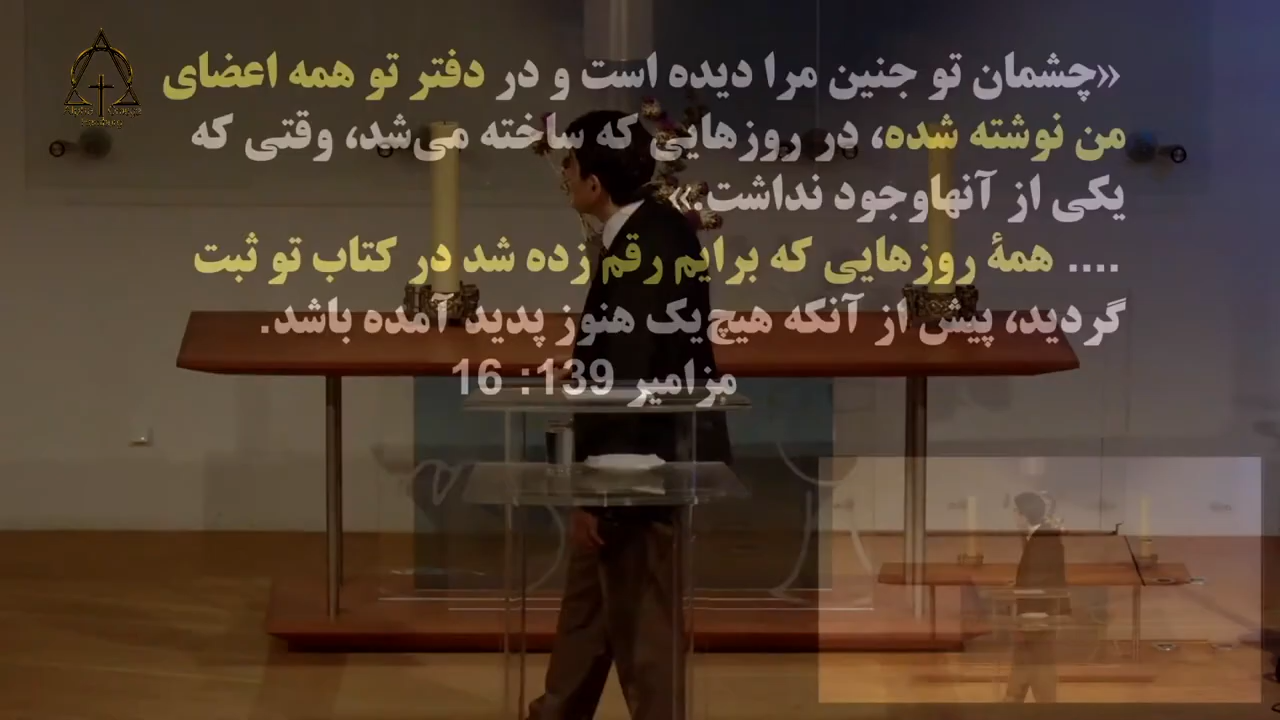 «چشمان تو جنین مرا دیده است و در دفتر تو همه اعضای
من نوشته شده، در روزهایی که ساخته می‌شد، وقتی که
یکی از آنهاوجود نداشت.»
.... همهٔ روزهایی که برایم رقم زده شد در کتاب تو ثبت
گردید، پیش از آنکه هیچ‌یک هنوز پدید آمده باشد.
مزامیر 139: 16